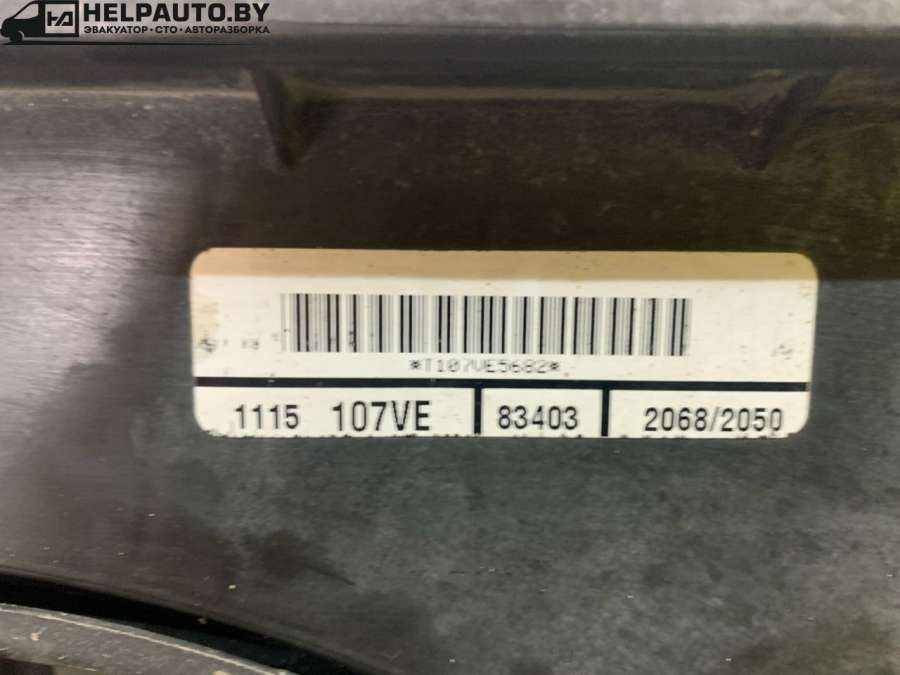 HELPAUTO.BY
ЭВАКУАТОР · СТО · АВТОРАЗБОРКА
*T107VE5682*
1115 107VE 83403 2068/2050